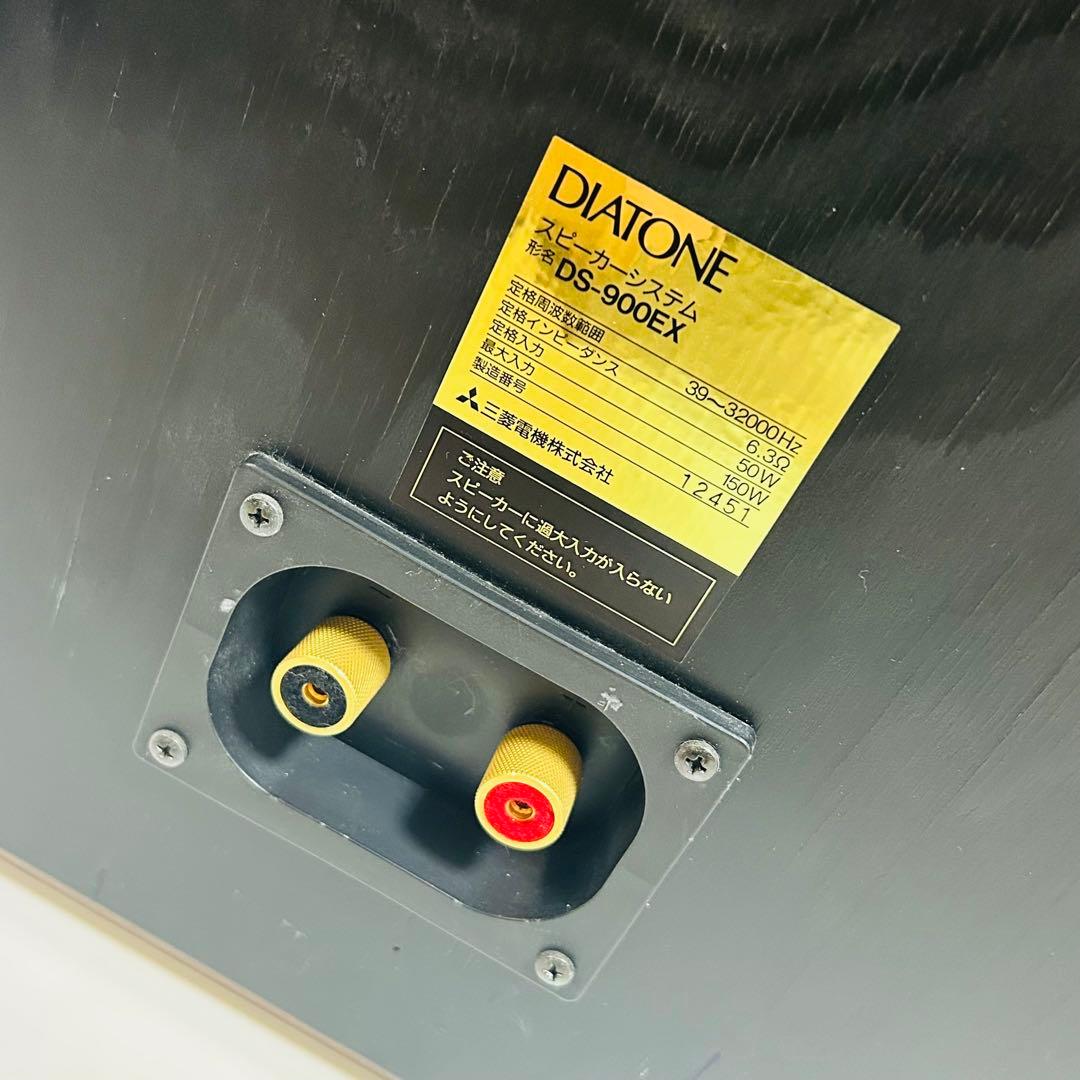 DIATONE
スピーカーシステム
形名 DS-900EX
定格周波数範囲 39〜32000Hz
定格インピーダンス 6.3Ω
定格入力 50W
最大入力 150W
製造番号 12451
三菱電機株式会社
ご注意
スピーカーに過大入力が入らない
ようにしてください。